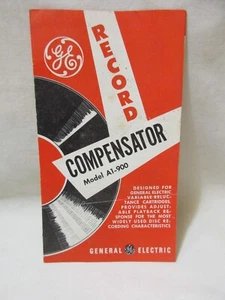 GE
RECORD
COMPENSATOR
Model A1-900
DESIGNED FOR
GENERAL ELECTRIC
VARIABLE RELUC-
TANCE CARTRIDGES.
PROVIDES ADJUST-
ABLE PLAYBACK RE-
SPONSE FOR THE MOST
WIDELY USED DISC RE-
CORDING CHARACTERISTICS
GENERAL GE ELECTRIC